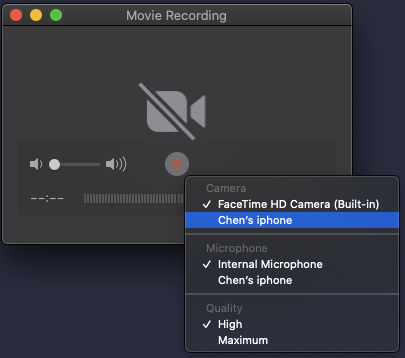 Movie Recording
--:--
Camera
✓ FaceTime HD Camera (Built-in)
Chen's iphone
Microphone
✓ Internal Microphone
Chen's iphone
Quality
✓ High
Maximum